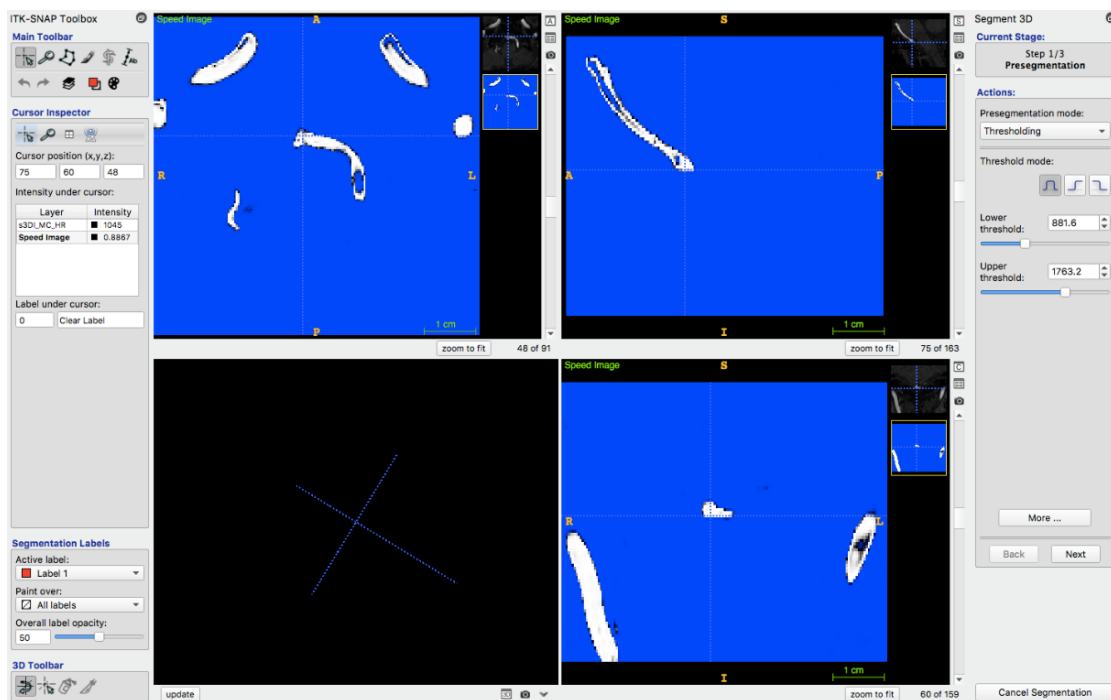 ITK-SNAP Toolbox
Main Toolbar
Cursor Inspector
Cursor position (x,y,z):
75 60 48
Intensity under cursor:
Layer Intensity
s3DI_MC_HR 1045
Speed Image 0.8867
Label under cursor:
0 Clear Label
Segmentation Labels
Active label:
Label 1
Paint over:
All labels
Overall label opacity:
50
3D Toolbar
Speed Image
A
R
L
P
1 cm
zoom to fit 48 of 91
A
Speed Image
S
A
P
I
1 cm
zoom to fit 75 of 163
S
update
3D
Speed Image
S
R
L
I
1 cm
zoom to fit 60 of 159
C
Segment 3D
Current Stage:
Step 1/3
Presegmentation
Actions:
Presegmentation mode:
Thresholding
Threshold mode:
Lower
threshold: 881.6
Upper
threshold: 1763.2
More ...
Back Next
Cancel Segmentation